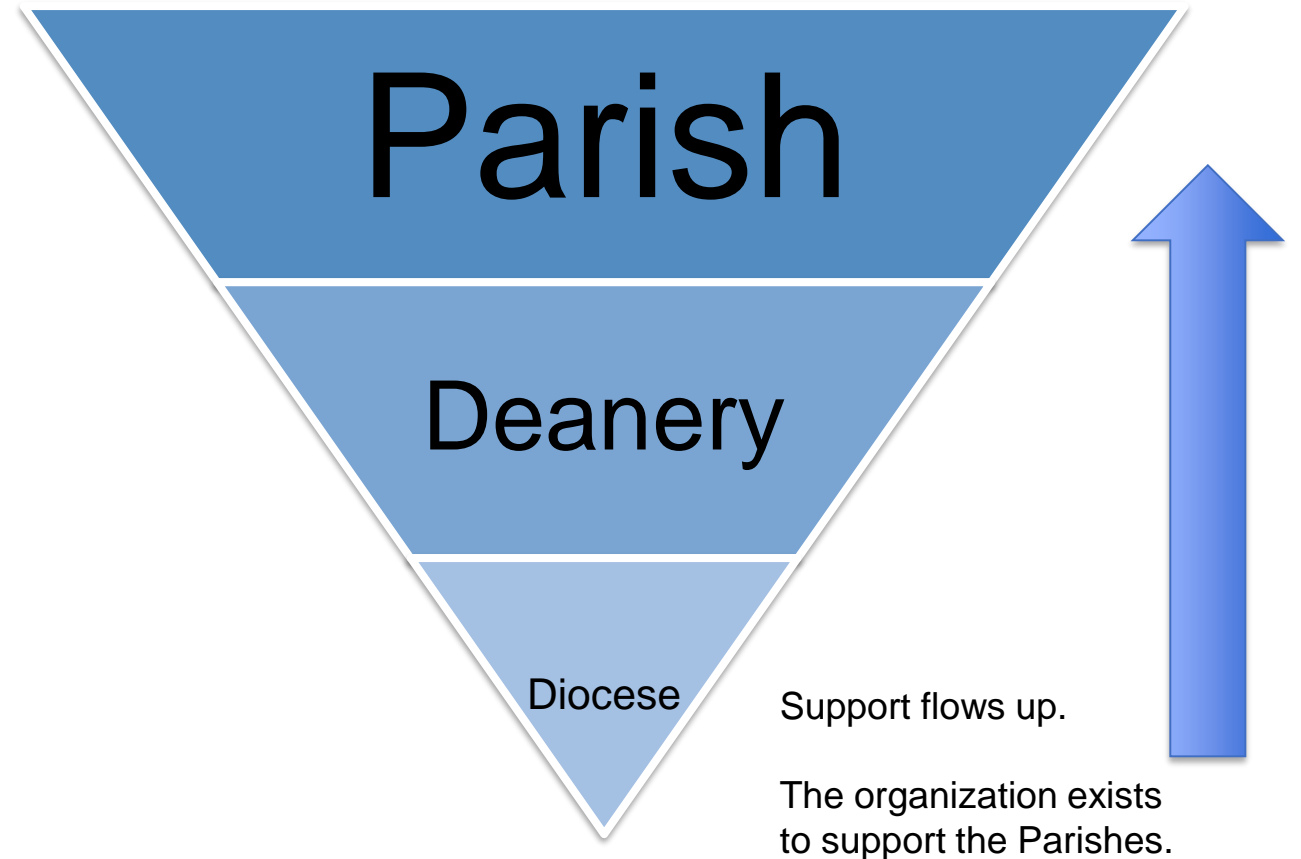 Parish
Deanery
Diocese
Support flows up.
The organization exists
to support the Parishes.